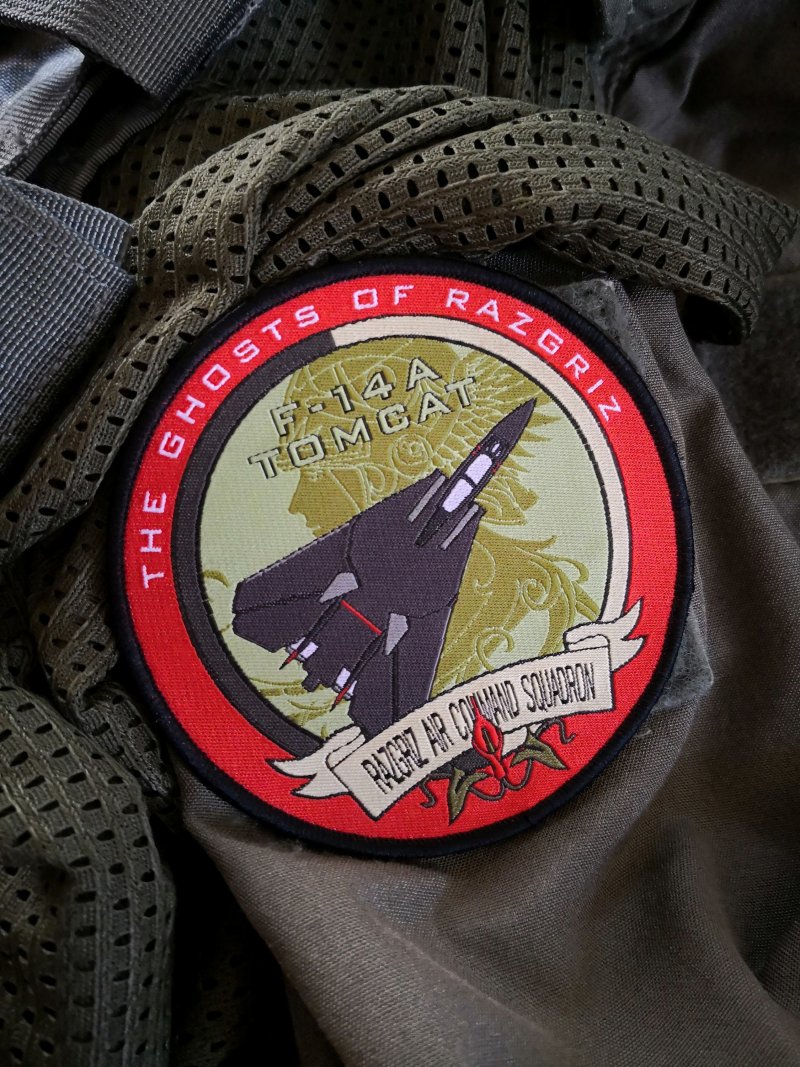 THE GHOSTS OF RAZGRIZ
F-14A
TOMCAT
RAZGRIZ AIR COMMAND SQUADRON